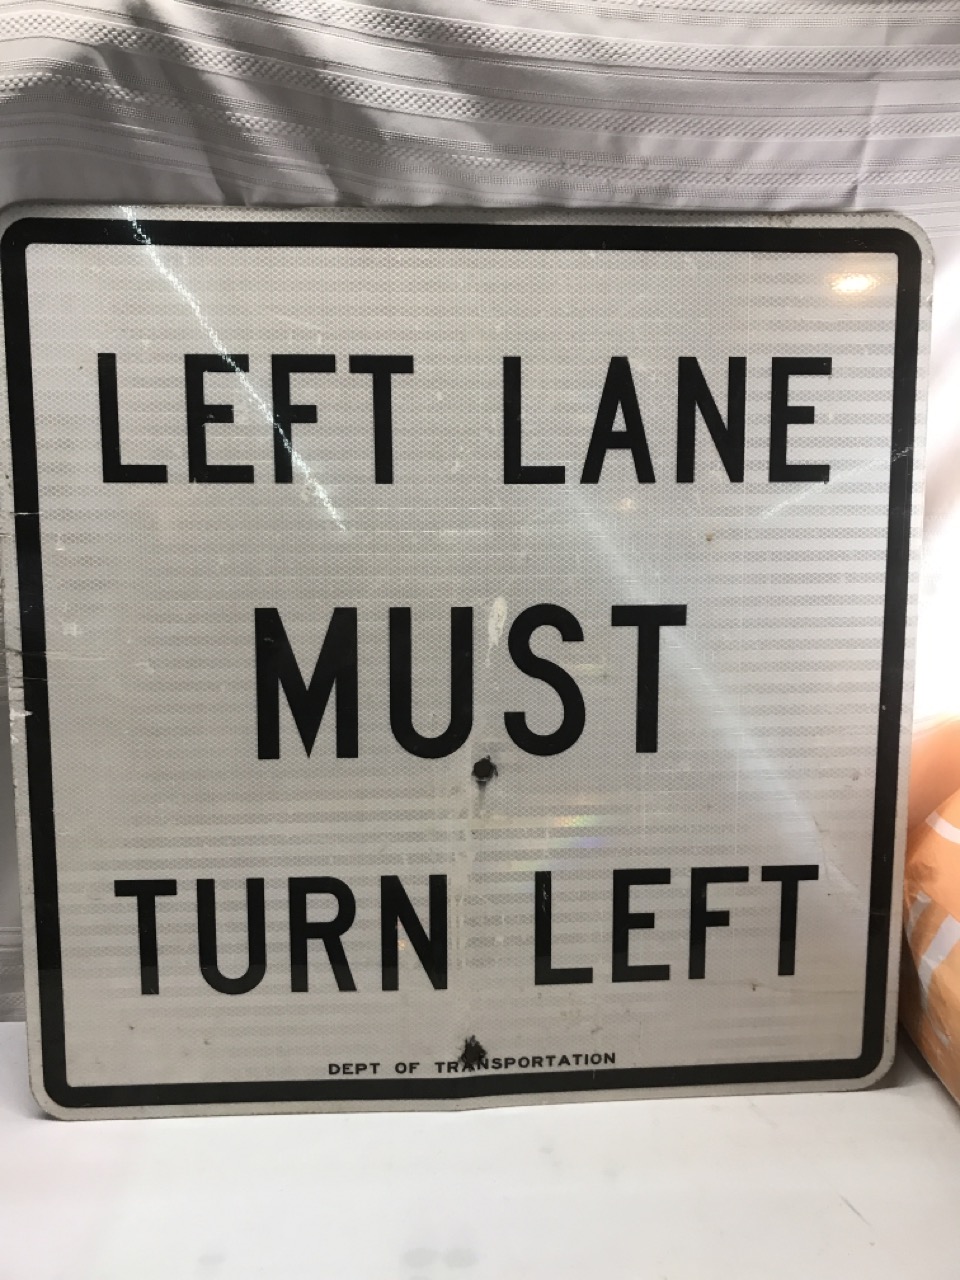 LEFT LANE
MUST
TURN LEFT
DEPT OF TRANSPORTATION